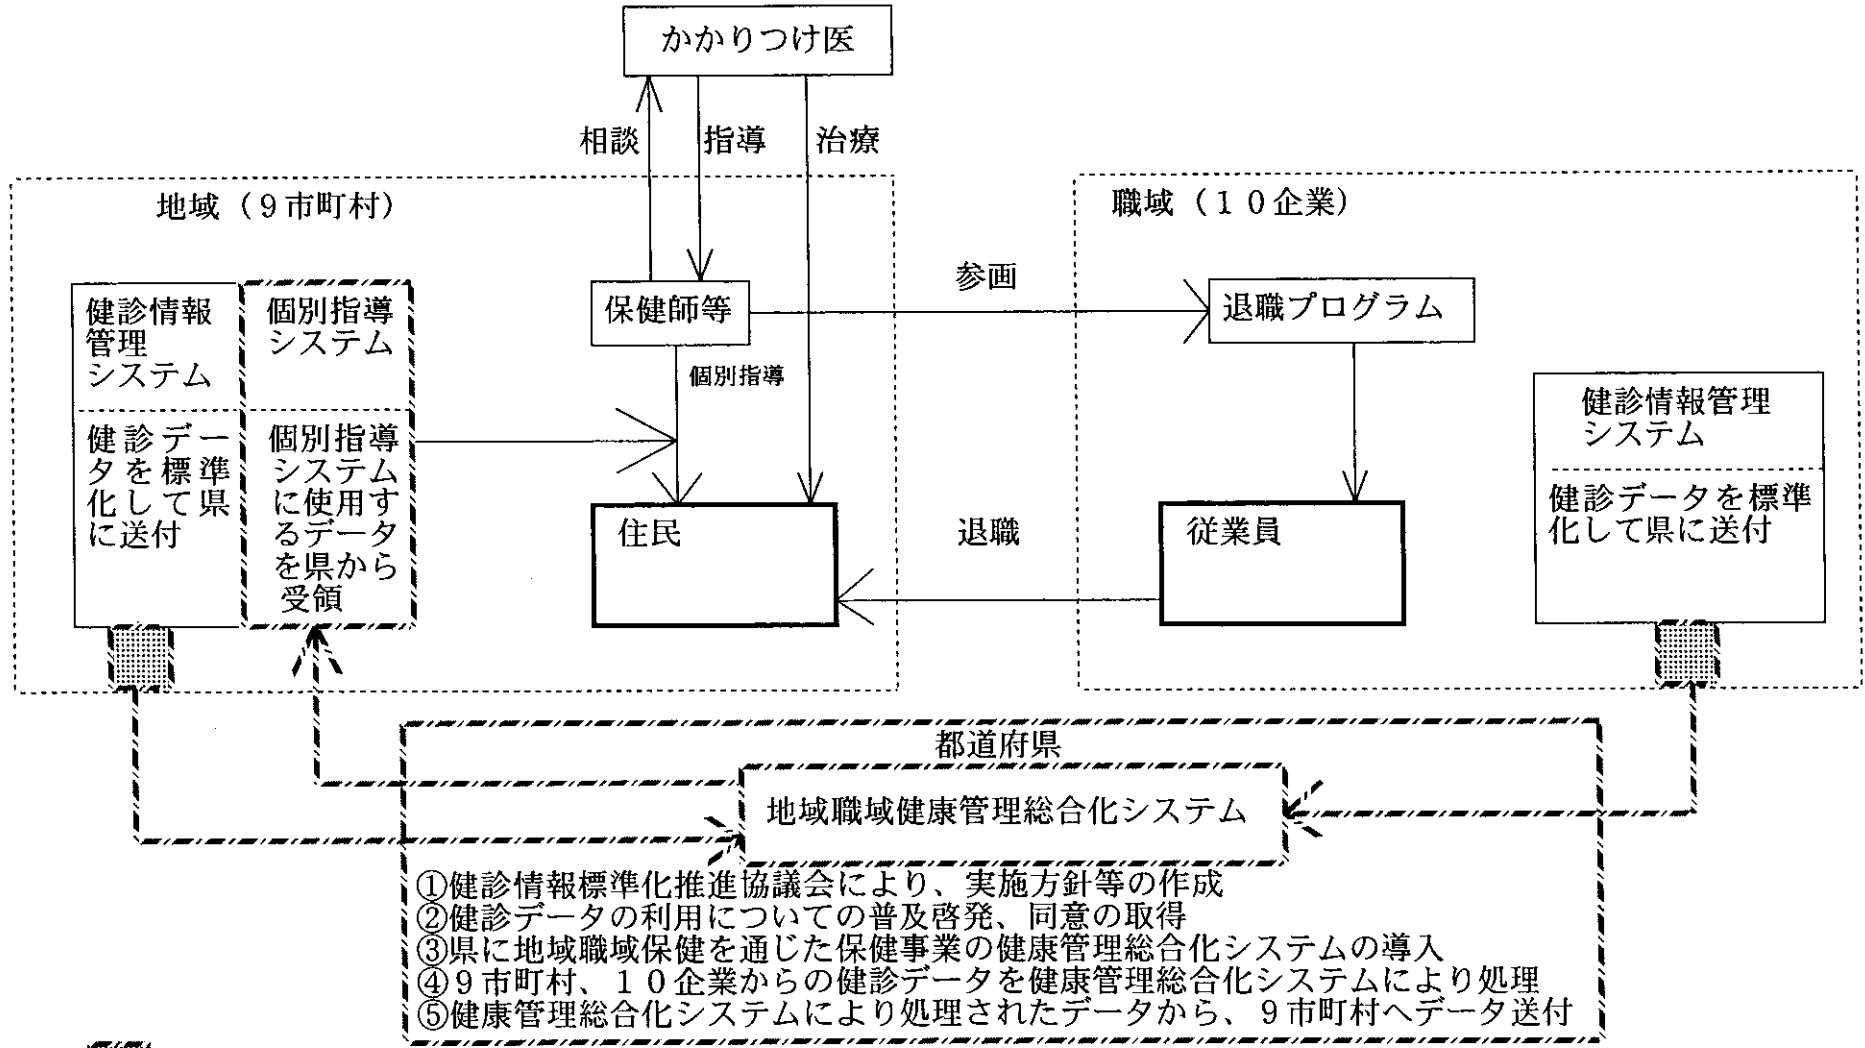 かかりつけ医
相談
指導
治療
地域（９市町村）
職域（１０企業）
健診情報
管理
システム
個別指導
システム
保健師等
参画
退職プログラム
個別指導
健診デー
タを標準
化して県
に送付
個別指導
システム
に使用す
るデータ
を県から
受領
住民
退職
従業員
健診情報管理
システム
健診データを標準
化して県に送付
都道府県
地域職域健康管理総合化システム
①健診情報標準化推進協議会により、実施方針等の作成
②健診データの利用についての普及啓発、同意の取得
③県に地域職域保健を通じた保健事業の健康管理総合化システムの導入
④９市町村、１０企業からの健診データを健康管理総合化システムにより処理
⑤健康管理総合化システムにより処理されたデータから、９市町村へデータ送付